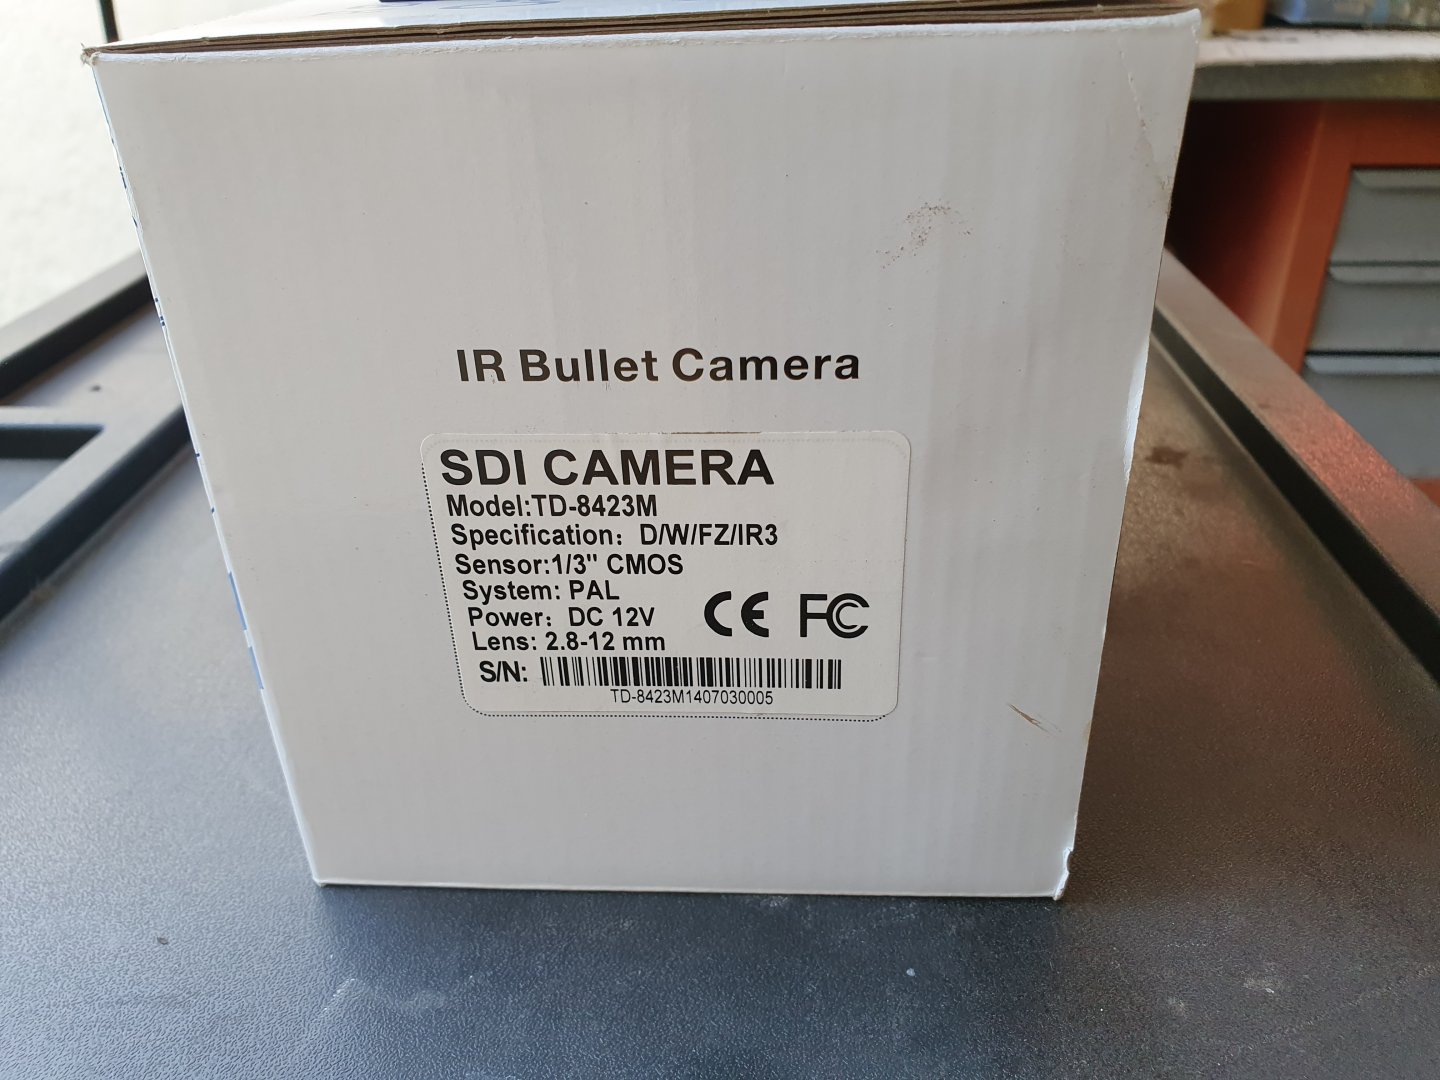 IR Bullet Camera
SDI CAMERA
Model:TD-8423M
Specification: D/W/FZ/IR3
Sensor:1/3" CMOS
System: PAL
Power: DC 12V
Lens: 2.8-12 mm
CE FC
S/N:
TD-8423M1407030005